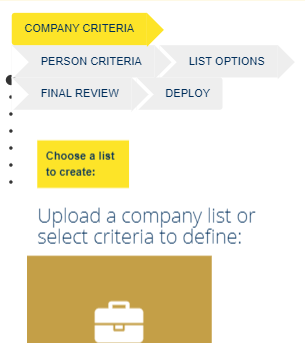 COMPANY CRITERIA
PERSON CRITERIA
LIST OPTIONS
FINAL REVIEW
DEPLOY
Choose a list
to create:
Upload a company list or
select criteria to define: